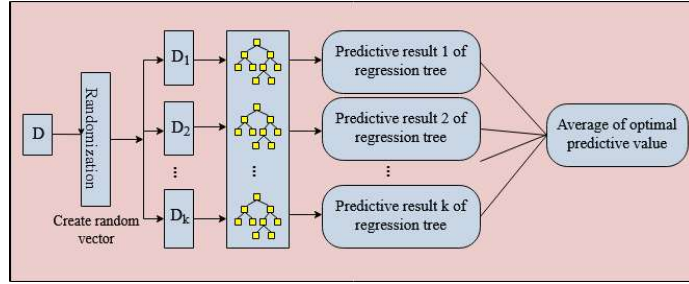 D
Randomization
Create random
vector
D1
D2
...
Dk
...
Predictive result 1 of
regression tree
Predictive result 2 of
regression tree
...
Predictive result k of
regression tree
Average of optimal
predictive value